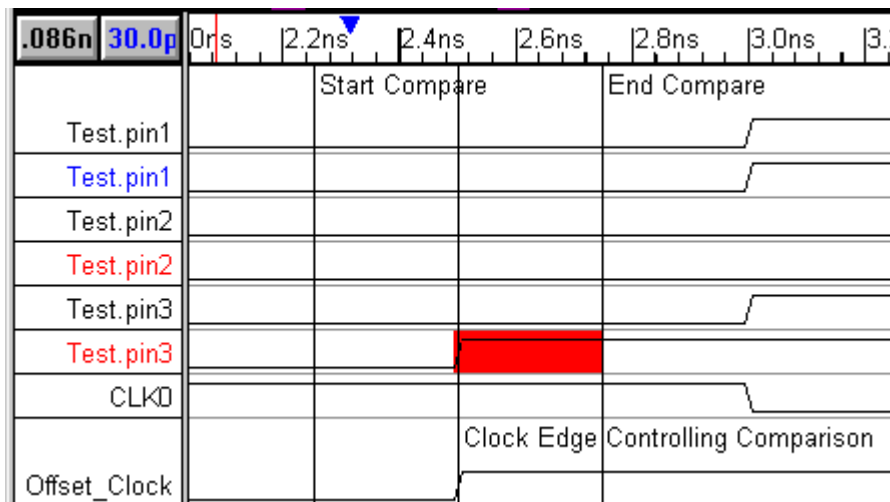 .086n 30.0p 0ns 2.2ns 2.4ns 2.6ns 2.8ns 3.0ns 3.
Start Compare End Compare
Test.pin1
Test.pin1
Test.pin2
Test.pin2
Test.pin3
Test.pin3
CLK0
Clock Edge Controlling Comparison
Offset_Clock